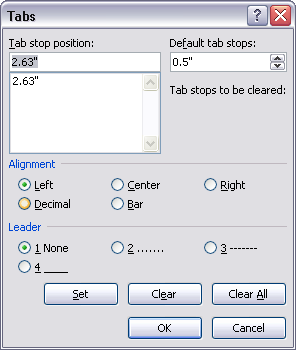 Tabs
Tab stop position: Default tab stops:
2.63" 0.5"
2.63" Tab stops to be cleared:
Alignment
Left Center Right
Decimal Bar
Leader
1 None 2 ....... 3 -------
4 ____
Set Clear Clear All
OK Cancel